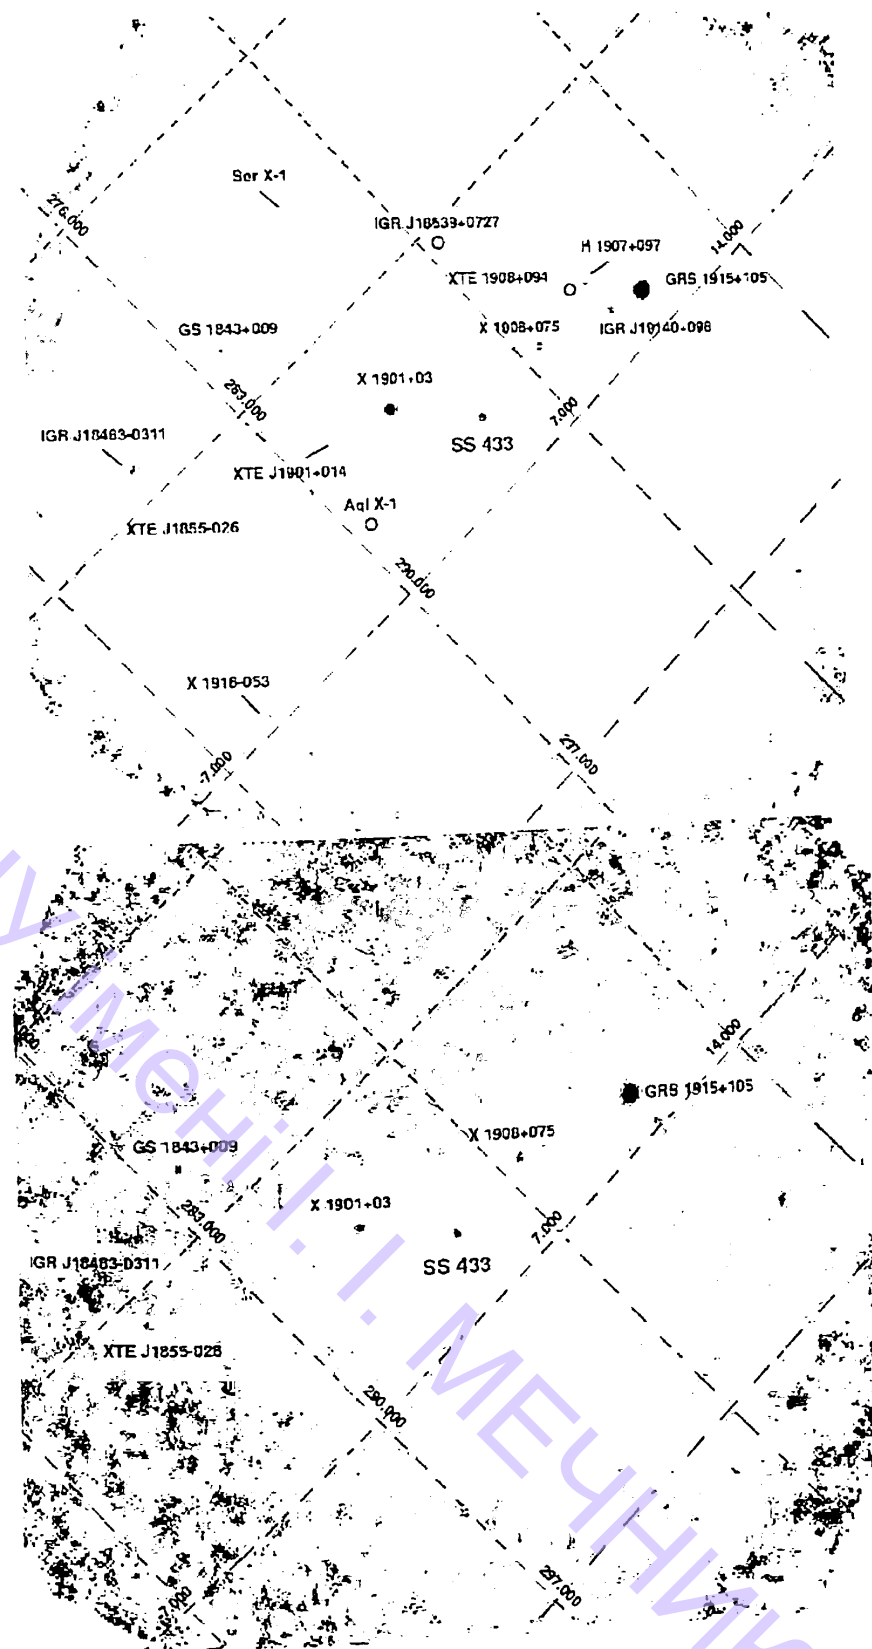 Ser X-1
276.000
IGR J18539+0727
14.000
H 1907+097
XTE 1908+094
GRS 1915+105
GS 1843+009
X 1908+075
IGR J19140+098
X 1901+03
283.000
7.000
IGR J18483-0311
SS 433
XTE J1901+014
Aql X-1
XTE J1855-026
290.000
X 1916-053
-7.000
297.000
14.000
GRS 1915+105
X 1908+075
GS 1843+009
X 1901+03
283.000
7.000
IGR J18483-0311
SS 433
XTE J1855-026
290.000
297.000
імені І. І. МЕЧНИК